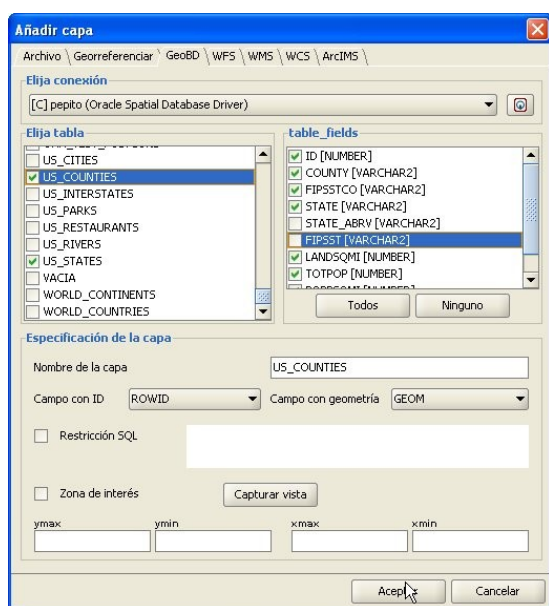 Añadir capa
Archivo Georreferenciar GeoBD WFS WMS WCS ArcIMS
Elija conexión
[C] pepito (Oracle Spatial Database Driver)
Elija tabla
US_CITIES
US_COUNTIES
US_INTERSTATES
US_PARKS
US_RESTAURANTS
US_RIVERS
US_STATES
VACIA
WORLD_CONTINENTS
WORLD_COUNTRIES
table_fields
ID [NUMBER]
COUNTY [VARCHAR2]
FIPSSTCO [VARCHAR2]
STATE [VARCHAR2]
STATE_ABRV [VARCHAR2]
FIPSST [VARCHAR2]
LANDSQMI [NUMBER]
TOTPOP [NUMBER]
Todos Ninguno
Especificación de la capa
Nombre de la capa US_COUNTIES
Campo con ID ROWID Campo con geometría GEOM
Restricción SQL
Zona de interés Capturar vista
ymax ymin xmax xmin
Aceptar Cancelar